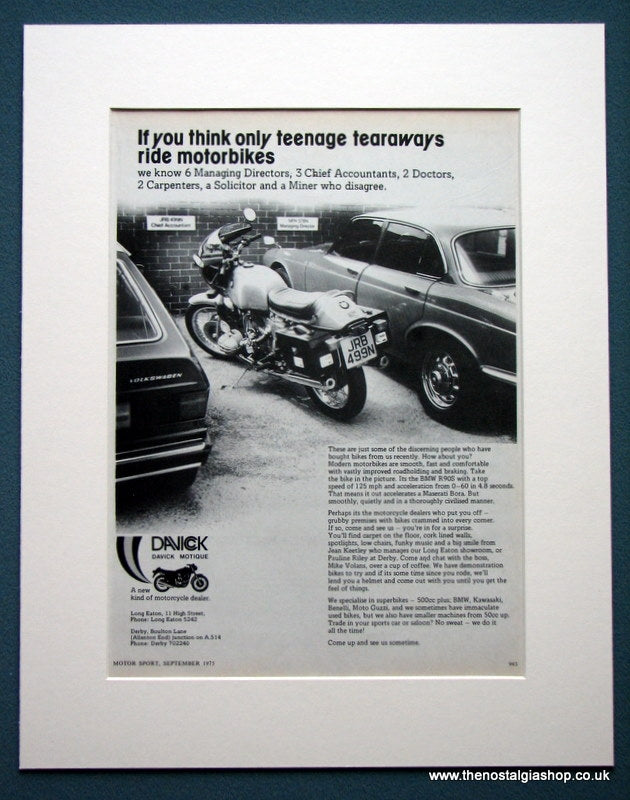 If you think only teenage tearaways
ride motorbikes
we know 6 Managing Directors, 3 Chief Accountants, 2 Doctors,
2 Carpenters, a Solicitor and a Miner who disagree.
JRB 499N
Chief Accountant
Managing Director
JRB
499N
VOLKSWAGEN
These are just some of the discerning people who have
bought bikes from us recently. How about you?
Modern motorbikes are smooth, fast and comfortable
with vastly improved roadholding and braking. Take
the bike in the picture. Its the BMW R90S with a top
speed of 125 mph and acceleration from 0–60 in 4.8 seconds.
That means it out accelerates a Maserati Bora. But
smoothly, quietly and in a thoroughly civilised manner.
Perhaps its the motorcycle dealers who put you off –
grubby premises with bikes crammed into every corner.
If so, come and see us – you're in for a surprise.
You'll find carpet on the floor, cork lined walls,
spotlights, low chairs, funky music and a big smile from
Jean Keetley who manages our Long Eaton showroom, or
Pauline Riley at Derby. Come and chat with the boss,
Mike Volans, over a cup of coffee. We have demonstration
bikes to try and if its some time since you rode, we'll
lend you a helmet and come out with you until you get the
feel of things.
We specialise in superbikes – 500cc plus; BMW, Kawasaki,
Benelli, Moto Guzzi, and we sometimes have immaculate
used bikes, but we also have smaller machines from 50cc up.
Trade in your sports car or saloon? No sweat – we do it
all the time!
Come up and see us sometime.
DAVICK
DAVICK MOTIQUE
A new
kind of motorcycle dealer.
Long Eaton, 11 High Street,
Phone: Long Eaton 5242
Derby, Boulton Lane
(Allenton End) junction on A.514
Phone: Derby 702240
MOTOR SPORT, SEPTEMBER 1975
www.thenostalgiashop.co.uk